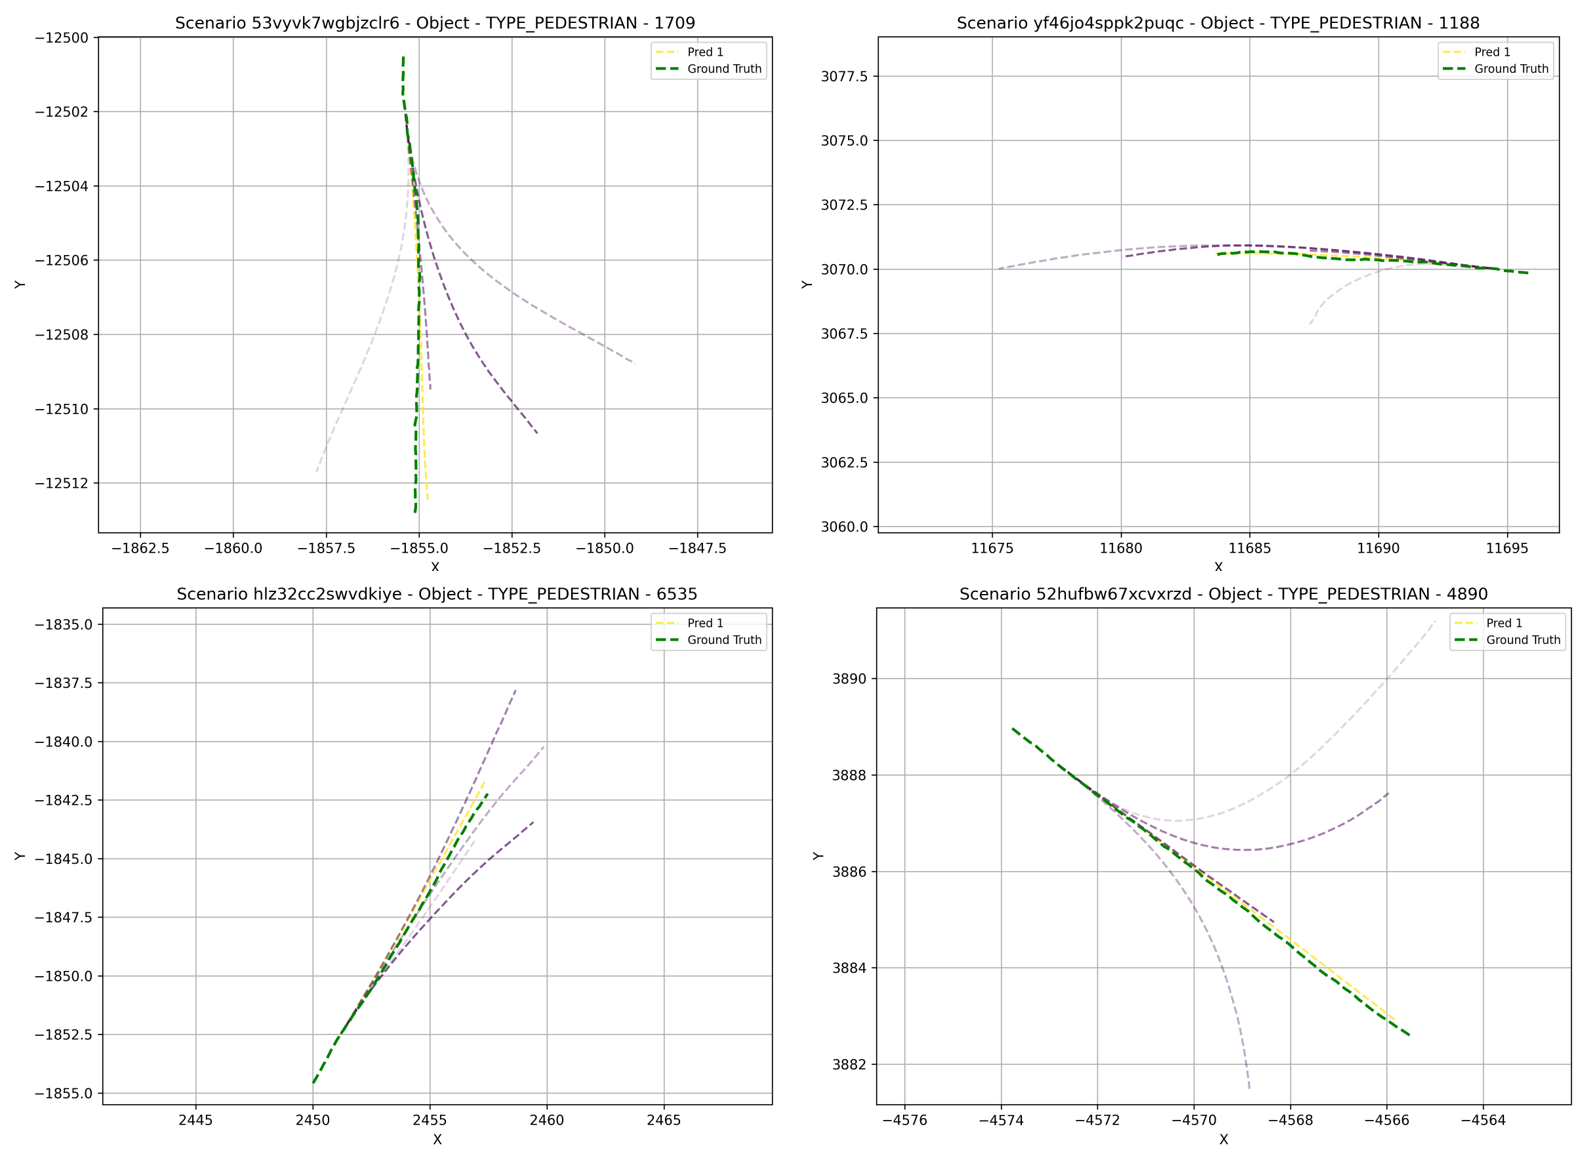 Scenario 53vyvk7wgbjzclr6 - Object - TYPE_PEDESTRIAN - 1709
Pred 1
Ground Truth
−12500
−12502
−12504
−12506
−12508
−12510
−12512
Y
−1862.5 −1860.0 −1857.5 −1855.0 −1852.5 −1850.0 −1847.5
X
Scenario yf46jo4sppk2puqc - Object - TYPE_PEDESTRIAN - 1188
Pred 1
Ground Truth
3077.5
3075.0
3072.5
3070.0
3067.5
3065.0
3062.5
3060.0
Y
11675 11680 11685 11690 11695
X
Scenario hlz32cc2swvdkiye - Object - TYPE_PEDESTRIAN - 6535
Pred 1
Ground Truth
−1835.0
−1837.5
−1840.0
−1842.5
−1845.0
−1847.5
−1850.0
−1852.5
−1855.0
Y
2445 2450 2455 2460 2465
X
Scenario 52hufbw67xcvxrzd - Object - TYPE_PEDESTRIAN - 4890
Pred 1
Ground Truth
3890
3888
3886
3884
3882
Y
−4576 −4574 −4572 −4570 −4568 −4566 −4564
X